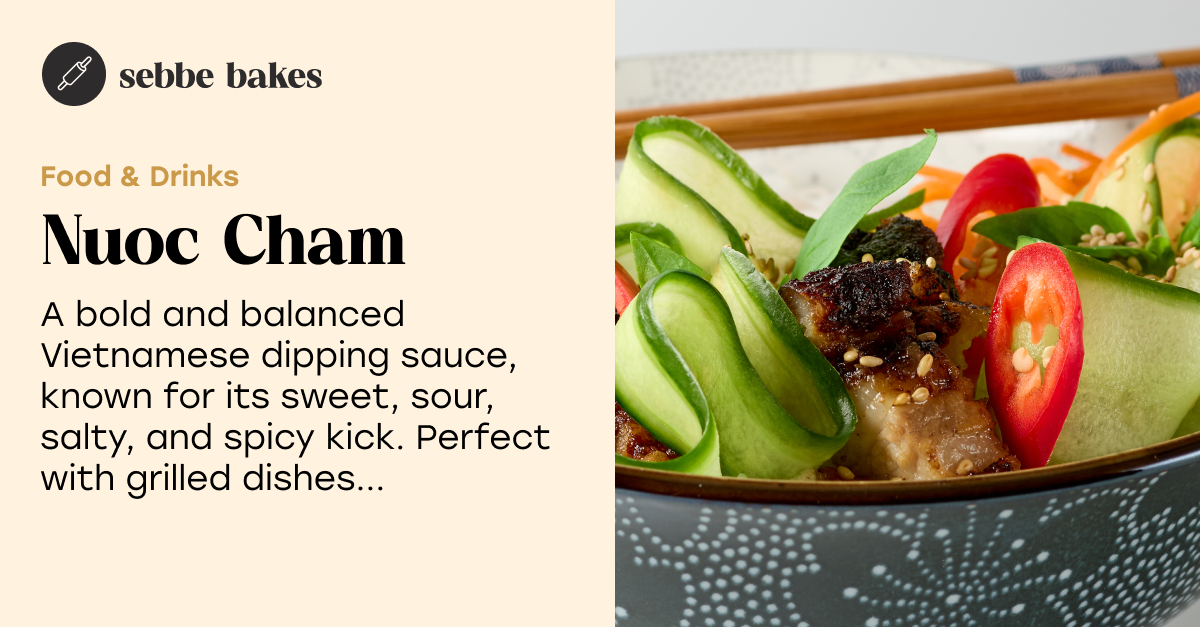 sebbe bakes
Food & Drinks
Nuoc Cham
A bold and balanced
Vietnamese dipping sauce,
known for its sweet, sour,
salty, and spicy kick. Perfect
with grilled dishes...